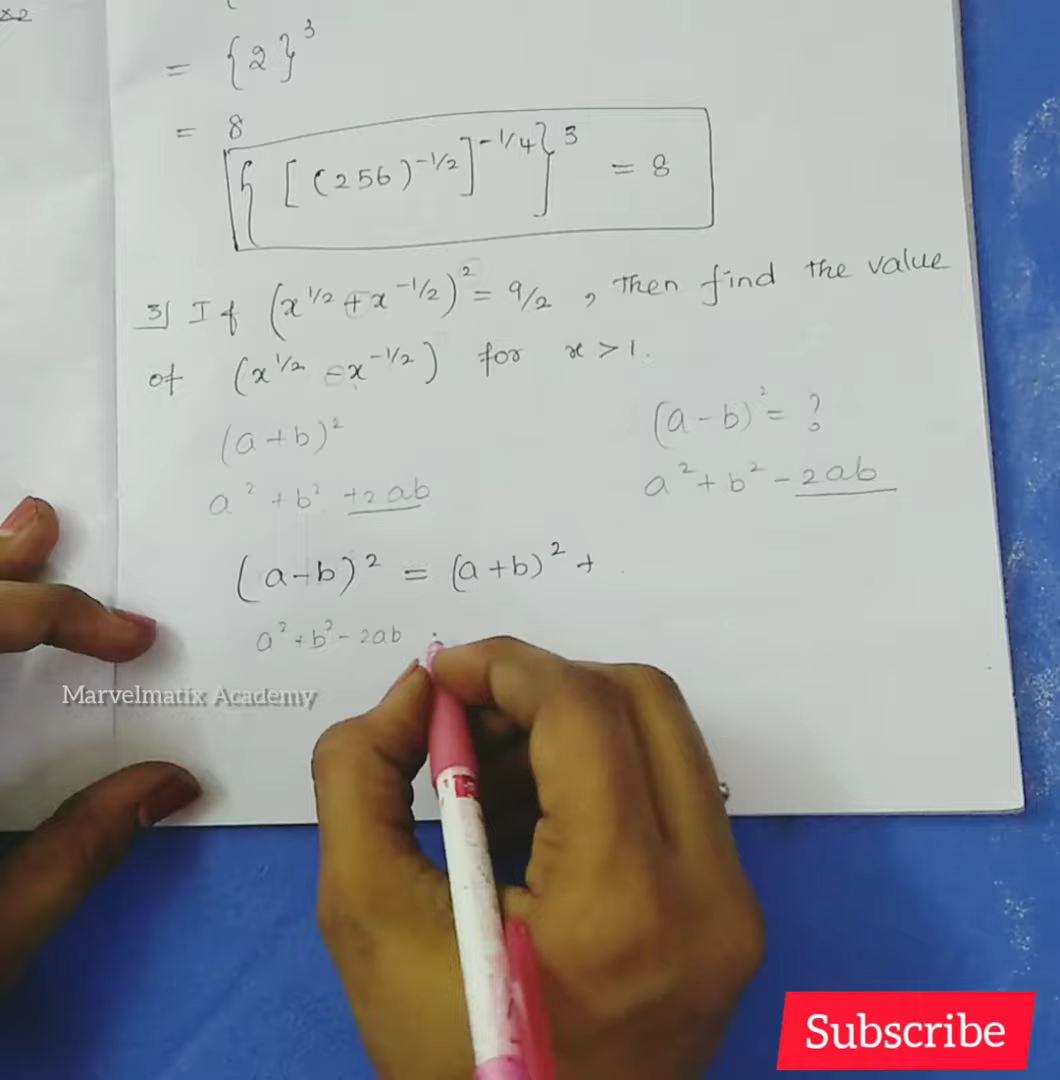 ×2
= {2}³
= 8
{[(256)^-1/2]^-1/4}³ = 8
3) If (x^1/2 + x^-1/2)² = 9/2 , Then find the value
of (x^1/2 - x^-1/2) for x > 1.
(a+b)²
(a-b)² = ?
a² + b² + 2ab
a² + b² - 2ab
(a-b)² = (a+b)² +
a² + b² - 2ab
Marvelmatix Academy
Subscribe